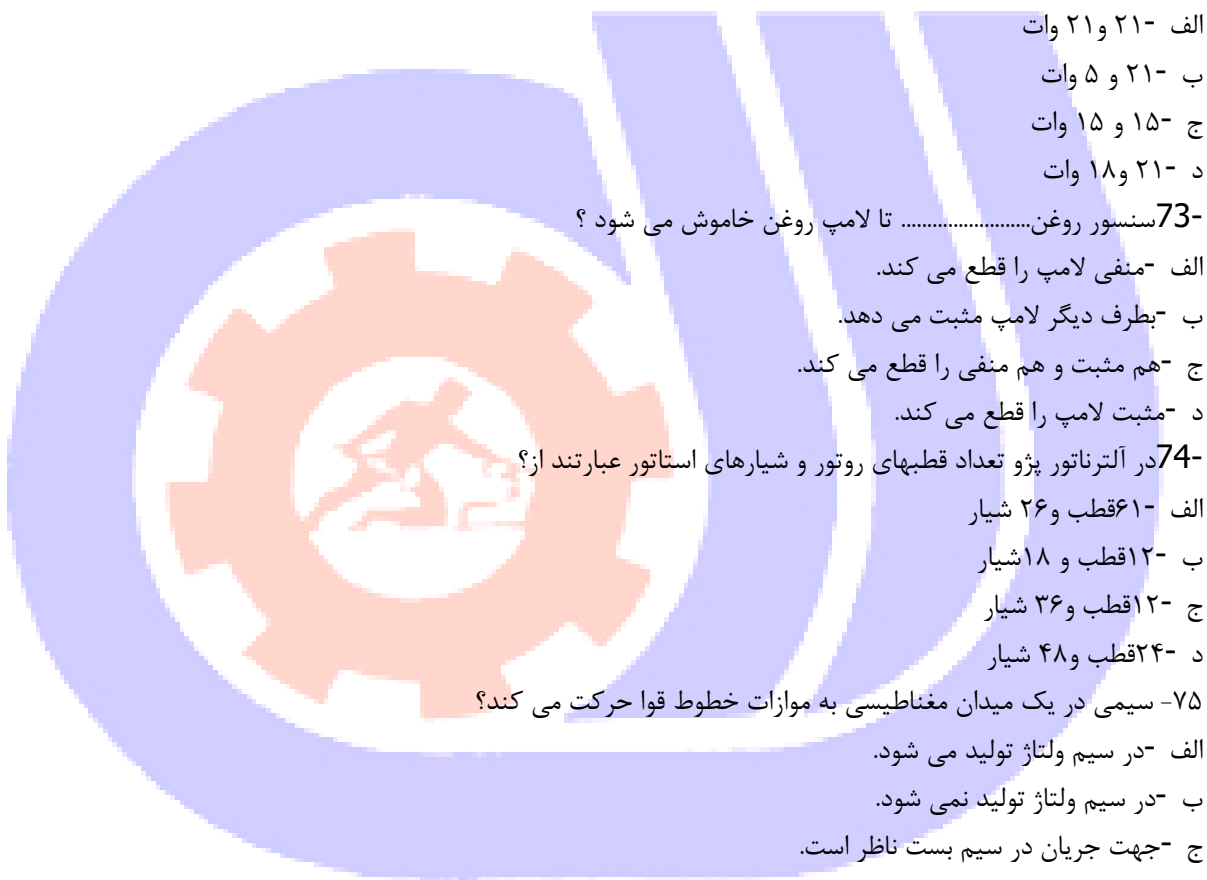 الف -۲۱ و۲۱ وات
ب -۲۱ و ۵ وات
ج -۱۵ و ۱۵ وات
د -۲۱ و۱۸ وات
-73سنسور روغن......................... تا لامپ روغن خاموش می شود ؟
الف -منفی لامپ را قطع می کند.
ب -بطرف دیگر لامپ مثبت می دهد.
ج -هم مثبت و هم منفی را قطع می کند.
د -مثبت لامپ را قطع می کند.
-74در آلترناتور پژو تعداد قطبهای روتور و شیارهای استاتور عبارتند از؟
الف -۶۱قطب و۲۶ شیار
ب -۱۲قطب و ۱۸شیار
ج -۱۲قطب و۳۶ شیار
د -۲۴قطب و۴۸ شیار
۷۵- سیمی در یک میدان مغناطیسی به موازات خطوط قوا حرکت می کند؟
الف -در سیم ولتاژ تولید می شود.
ب -در سیم ولتاژ تولید نمی شود.
ج -جهت جریان در سیم بست ناظر است.